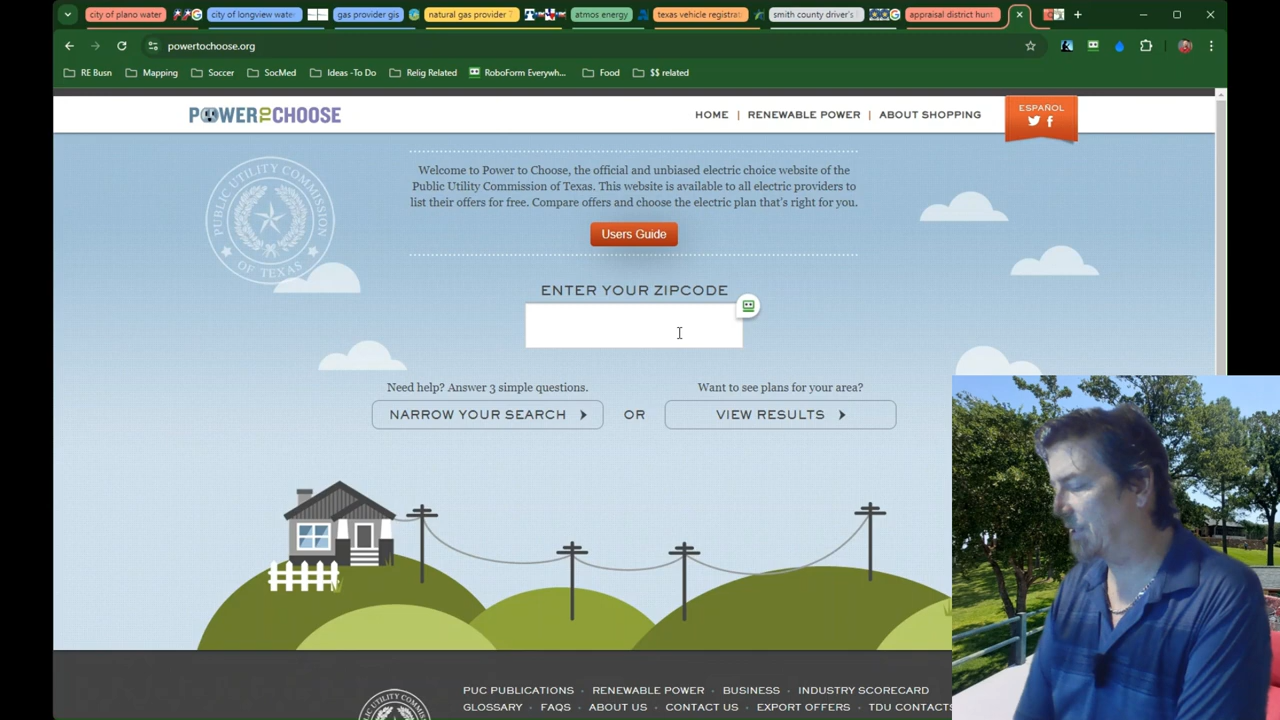 city of plano water
city of longview wate
gas provider gis
natural gas provider 7
atmos energy
texas vehicle registrat
smith county driver's
appraisal district hunt
powertochoose.org
RE Busn
Mapping
Soccer
SocMed
Ideas -To Do
Relig Related
RoboForm Everywh...
Food
$$ related
POWER TO CHOOSE
HOME | RENEWABLE POWER | ABOUT SHOPPING
ESPAÑOL
PUBLIC UTILITY COMMISSION OF TEXAS
Welcome to Power to Choose, the official and unbiased electric choice website of the
Public Utility Commission of Texas. This website is available to all electric providers to
list their offers for free. Compare offers and choose the electric plan that's right for you.
Users Guide
ENTER YOUR ZIPCODE
Need help? Answer 3 simple questions.
NARROW YOUR SEARCH
OR
Want to see plans for your area?
VIEW RESULTS
PUC PUBLICATIONS • RENEWABLE POWER • BUSINESS • INDUSTRY SCORECARD
GLOSSARY • FAQS • ABOUT US • CONTACT US • EXPORT OFFERS • TDU CONTACTS